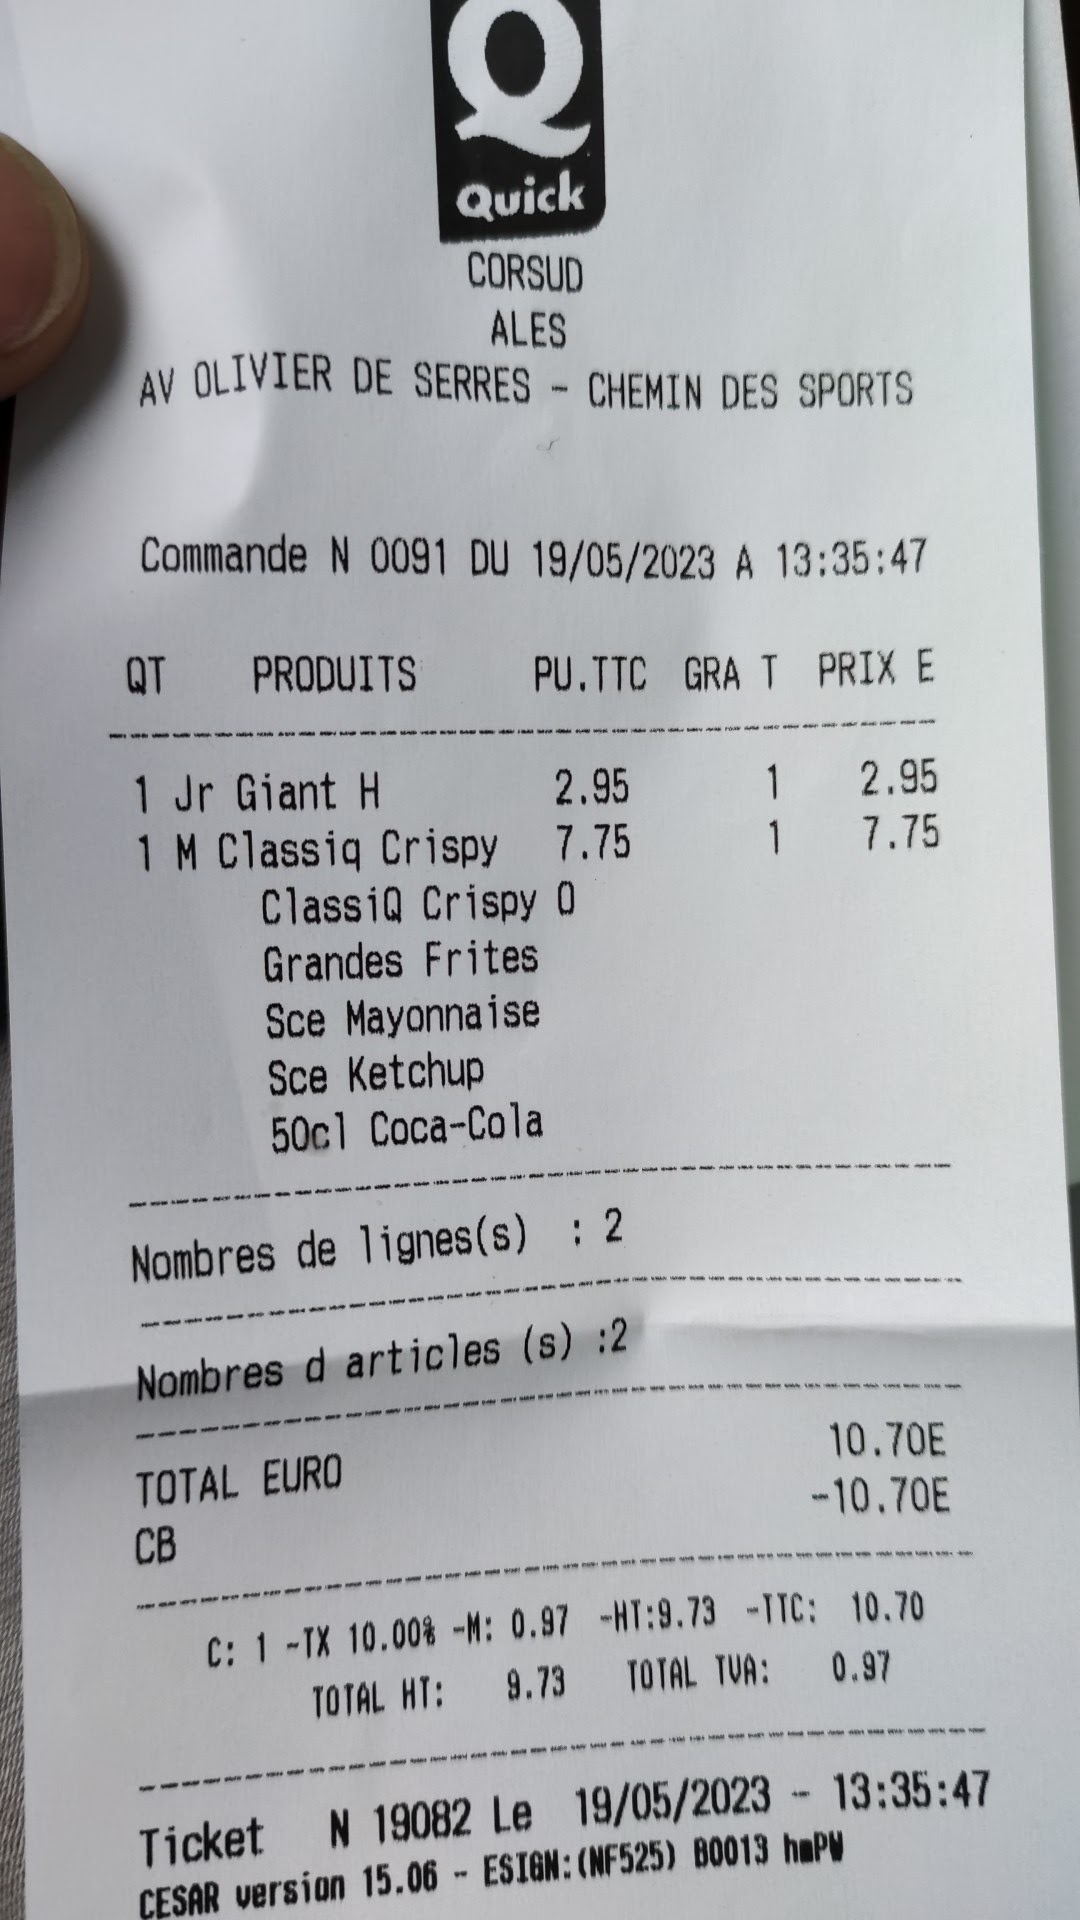 Quick
CORSUD
ALES
AV OLIVIER DE SERRES - CHEMIN DES SPORTS
Commande N 0091 DU 19/05/2023 A 13:35:47
QT PRODUITS PU.TTC GRA T PRIX E
1 Jr Giant H 2.95 1 2.95
1 M Classiq Crispy 7.75 1 7.75
ClassiQ Crispy O
Grandes Frites
Sce Mayonnaise
Sce Ketchup
50cl Coca-Cola
Nombres de lignes(s) : 2
Nombres d articles (s) :2
TOTAL EURO 10.70E
CB -10.70E
C: 1 -TX 10.00% -M: 0.97 -HT:9.73 -TTC: 10.70
TOTAL HT: 9.73 TOTAL TVA: 0.97
Ticket N 19082 Le 19/05/2023 - 13:35:47
CESAR version 15.06 - ESIGN:(NF525) B0013 hmPW